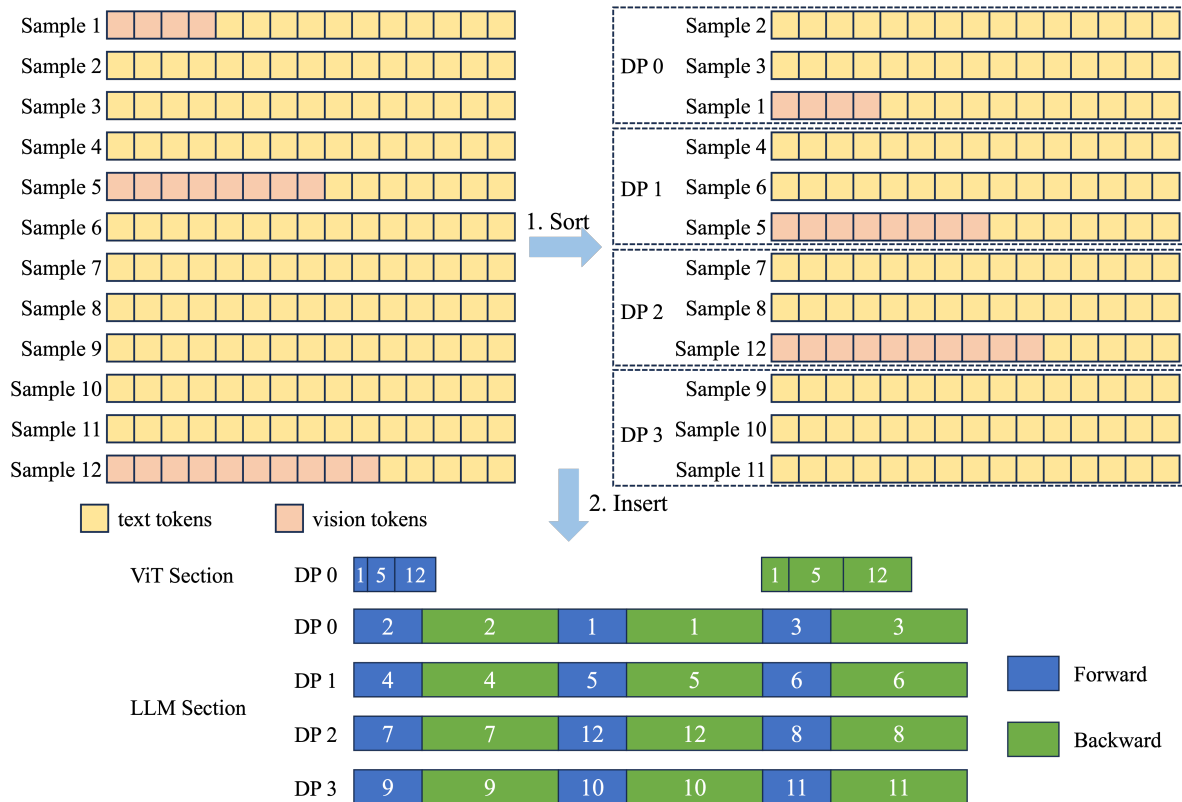 Sample 1
Sample 2
Sample 3
Sample 4
Sample 5
Sample 6
Sample 7
Sample 8
Sample 9
Sample 10
Sample 11
Sample 12
1. Sort
DP 0
Sample 2
Sample 3
Sample 1
DP 1
Sample 4
Sample 6
Sample 5
DP 2
Sample 7
Sample 8
Sample 12
DP 3
Sample 9
Sample 10
Sample 11
text tokens
vision tokens
2. Insert
ViT Section
DP 0
1 5 12
1 5 12
LLM Section
DP 0
2 2 1 1 3 3
DP 1
4 4 5 5 6 6
DP 2
7 7 12 12 8 8
DP 3
9 9 10 10 11 11
Forward
Backward